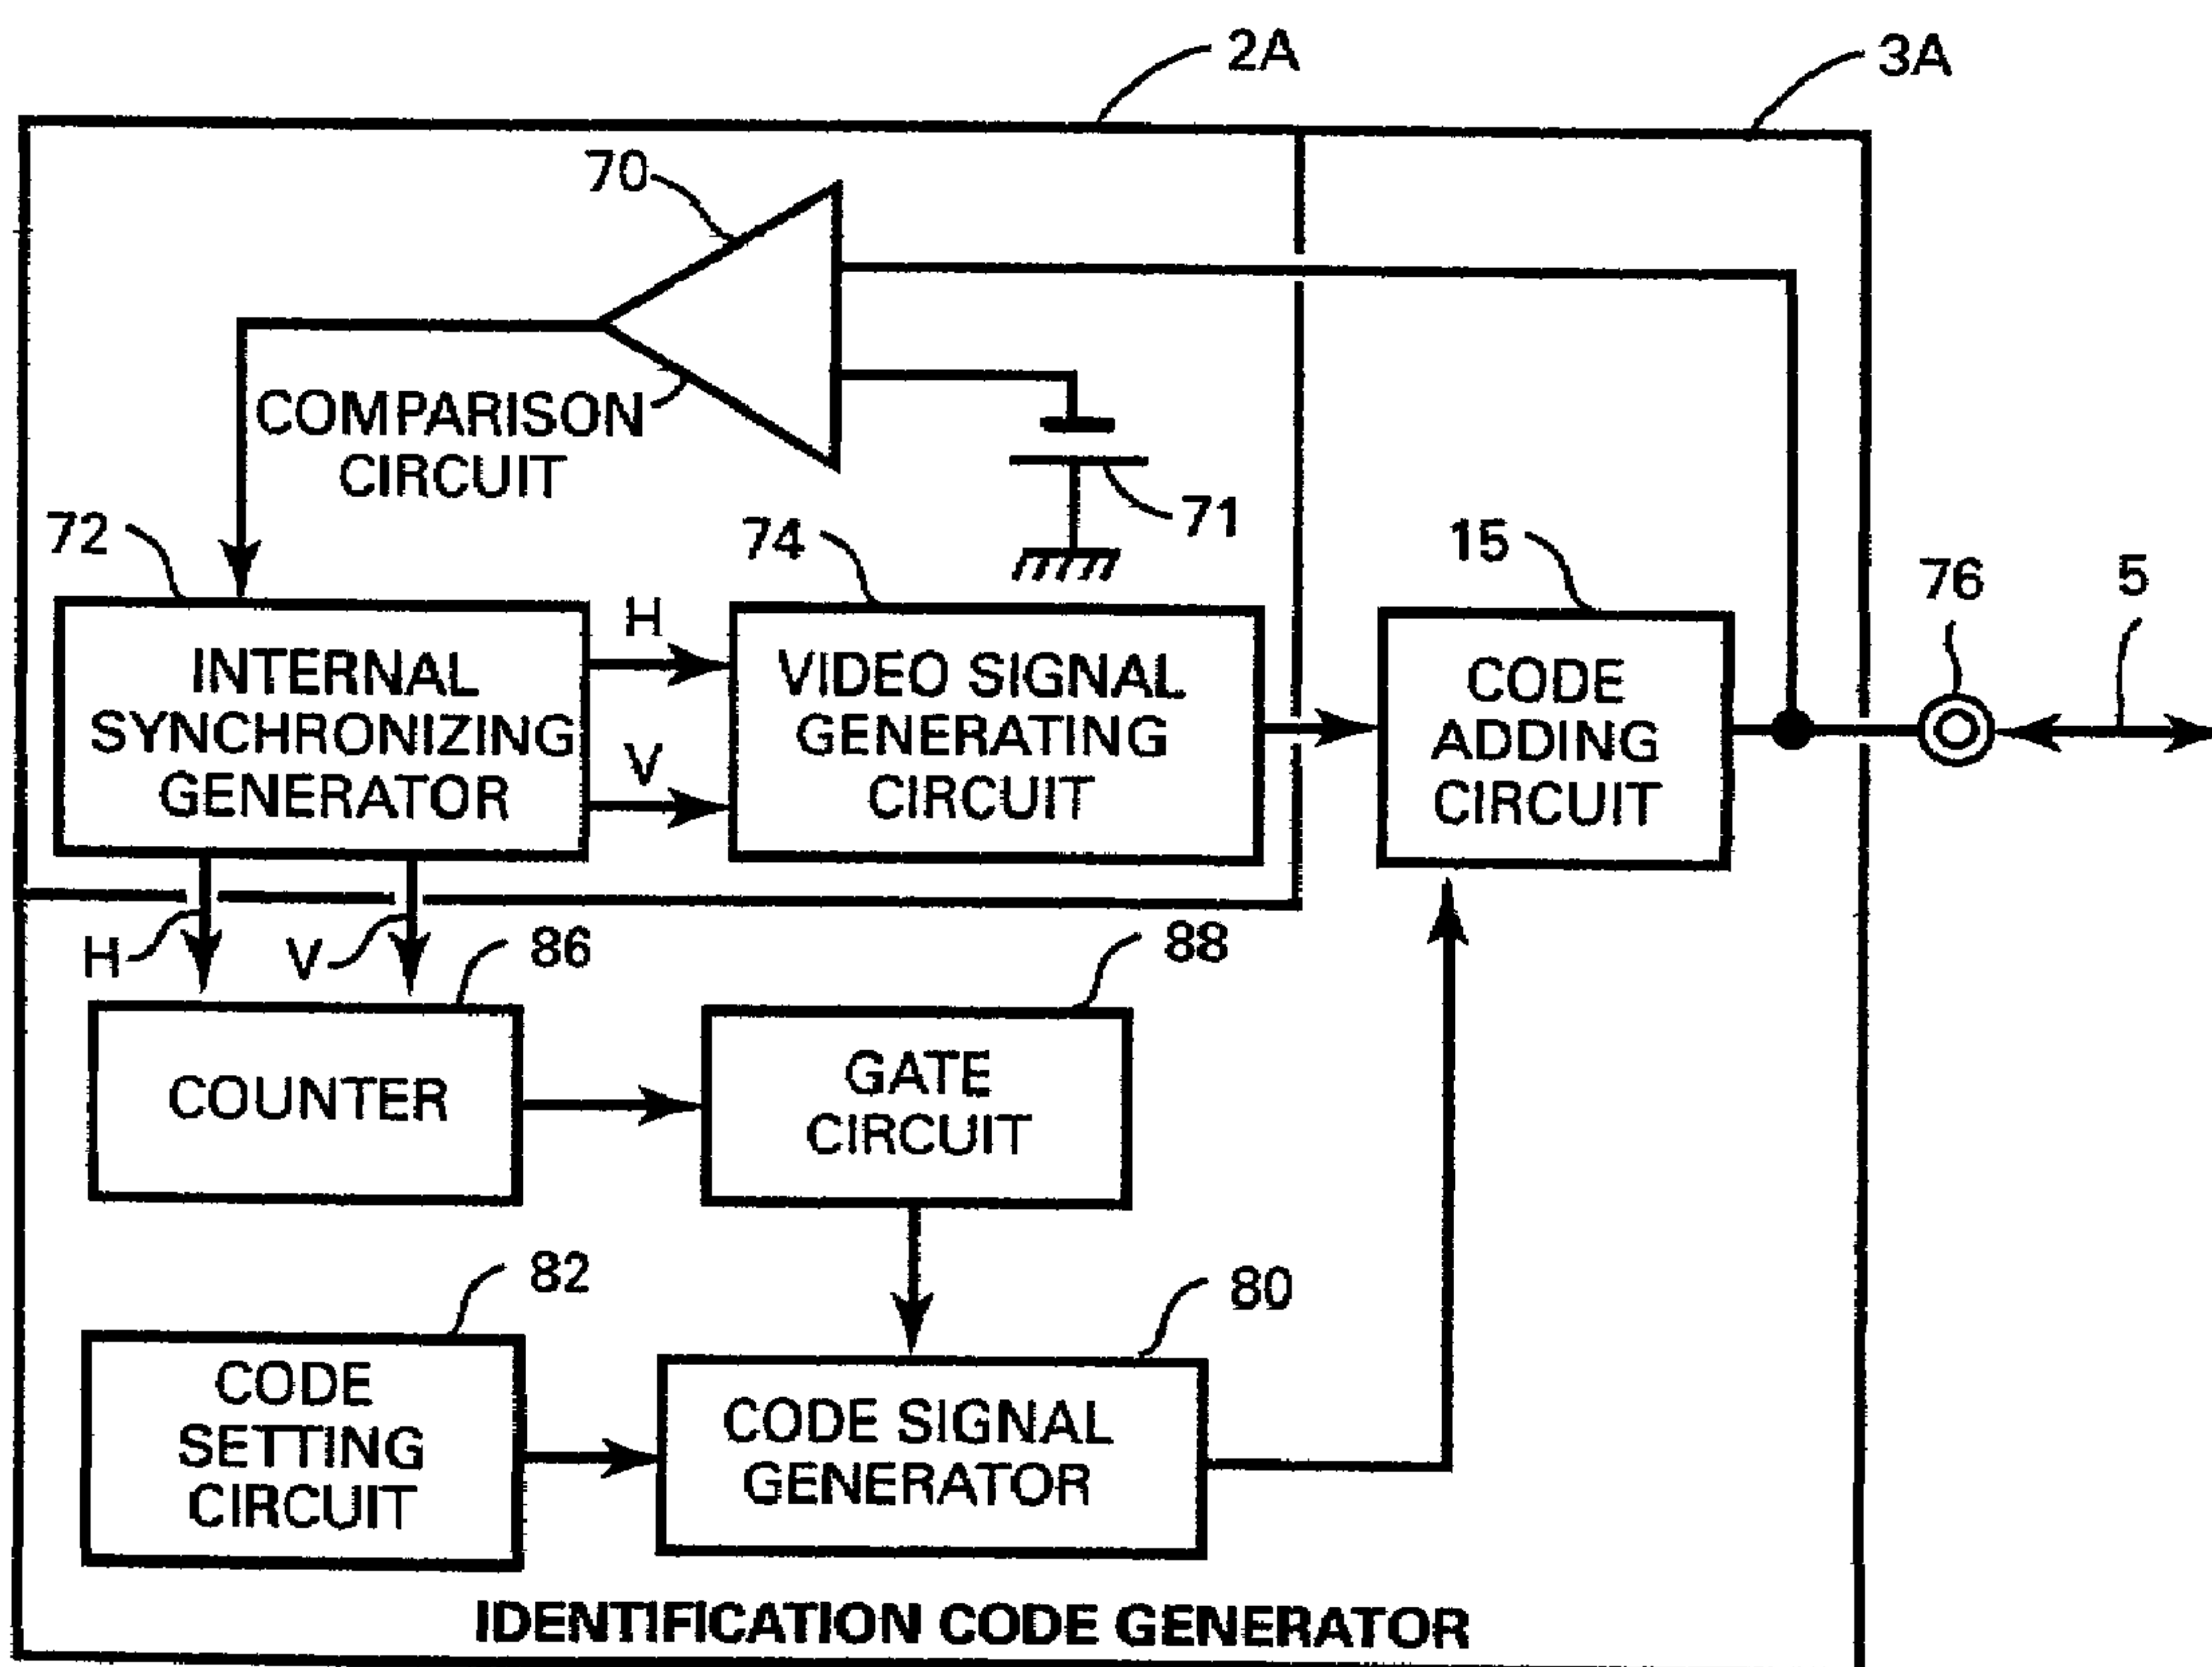 2A
3A
70
COMPARISON
CIRCUIT
71
72
74
15
76
5
INTERNAL
SYNCHRONIZING
GENERATOR
H
V
VIDEO SIGNAL
GENERATING
CIRCUIT
CODE
ADDING
CIRCUIT
H
V
86
88
COUNTER
GATE
CIRCUIT
82
80
CODE
SETTING
CIRCUIT
CODE SIGNAL
GENERATOR
IDENTIFICATION CODE GENERATOR